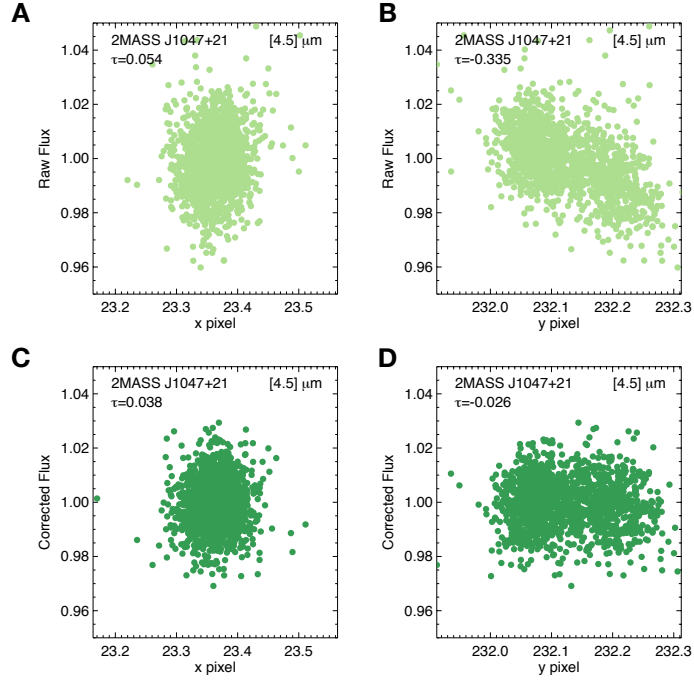 A
2MASS J1047+21 [4.5] μm
τ=0.054
Raw Flux
1.04
1.02
1.00
0.98
0.96
23.2 23.3 23.4 23.5
x pixel
B
2MASS J1047+21 [4.5] μm
τ=-0.335
Raw Flux
1.04
1.02
1.00
0.98
0.96
232.0 232.1 232.2 232.3
y pixel
C
2MASS J1047+21 [4.5] μm
τ=0.038
Corrected Flux
1.04
1.02
1.00
0.98
0.96
23.2 23.3 23.4 23.5
x pixel
D
2MASS J1047+21 [4.5] μm
τ=-0.026
Corrected Flux
1.04
1.02
1.00
0.98
0.96
232.0 232.1 232.2 232.3
y pixel